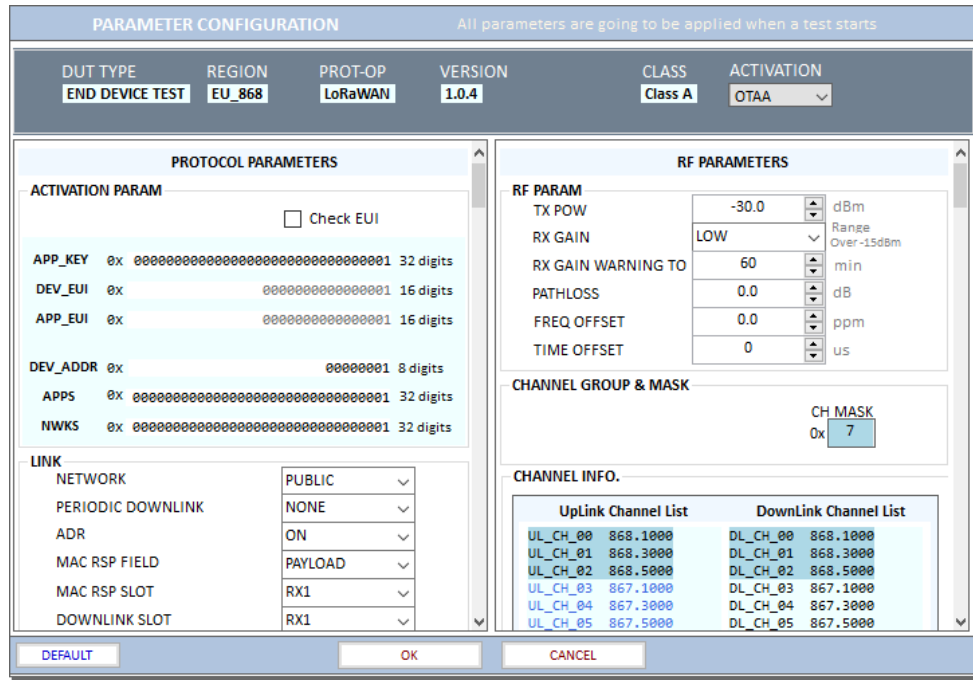 PARAMETER CONFIGURATION All parameters are going to be applied when a test starts
DUT TYPE REGION PROT-OP VERSION CLASS ACTIVATION
END DEVICE TEST EU_868 LoRaWAN 1.0.4 Class A OTAA
PROTOCOL PARAMETERS
ACTIVATION PARAM
Check EUI
APP_KEY 0x 00000000000000000000000000000001 32 digits
DEV_EUI 0x 0000000000000001 16 digits
APP_EUI 0x 0000000000000001 16 digits
DEV_ADDR 0x 00000001 8 digits
APPS 0x 00000000000000000000000000000001 32 digits
NWKS 0x 00000000000000000000000000000001 32 digits
LINK
NETWORK PUBLIC
PERIODIC DOWNLINK NONE
ADR ON
MAC RSP FIELD PAYLOAD
MAC RSP SLOT RX1
DOWNLINK SLOT RX1
RF PARAMETERS
RF PARAM
TX POW -30.0 dBm
RX GAIN LOW Range Over -15dBm
RX GAIN WARNING TO 60 min
PATHLOSS 0.0 dB
FREQ OFFSET 0.0 ppm
TIME OFFSET 0 us
CHANNEL GROUP & MASK
CH MASK
0x 7
CHANNEL INFO.
UpLink Channel List DownLink Channel List
UL_CH_00 868.1000 DL_CH_00 868.1000
UL_CH_01 868.3000 DL_CH_01 868.3000
UL_CH_02 868.5000 DL_CH_02 868.5000
UL_CH_03 867.1000 DL_CH_03 867.1000
UL_CH_04 867.3000 DL_CH_04 867.3000
UL_CH_05 867.5000 DL_CH_05 867.5000
DEFAULT OK CANCEL